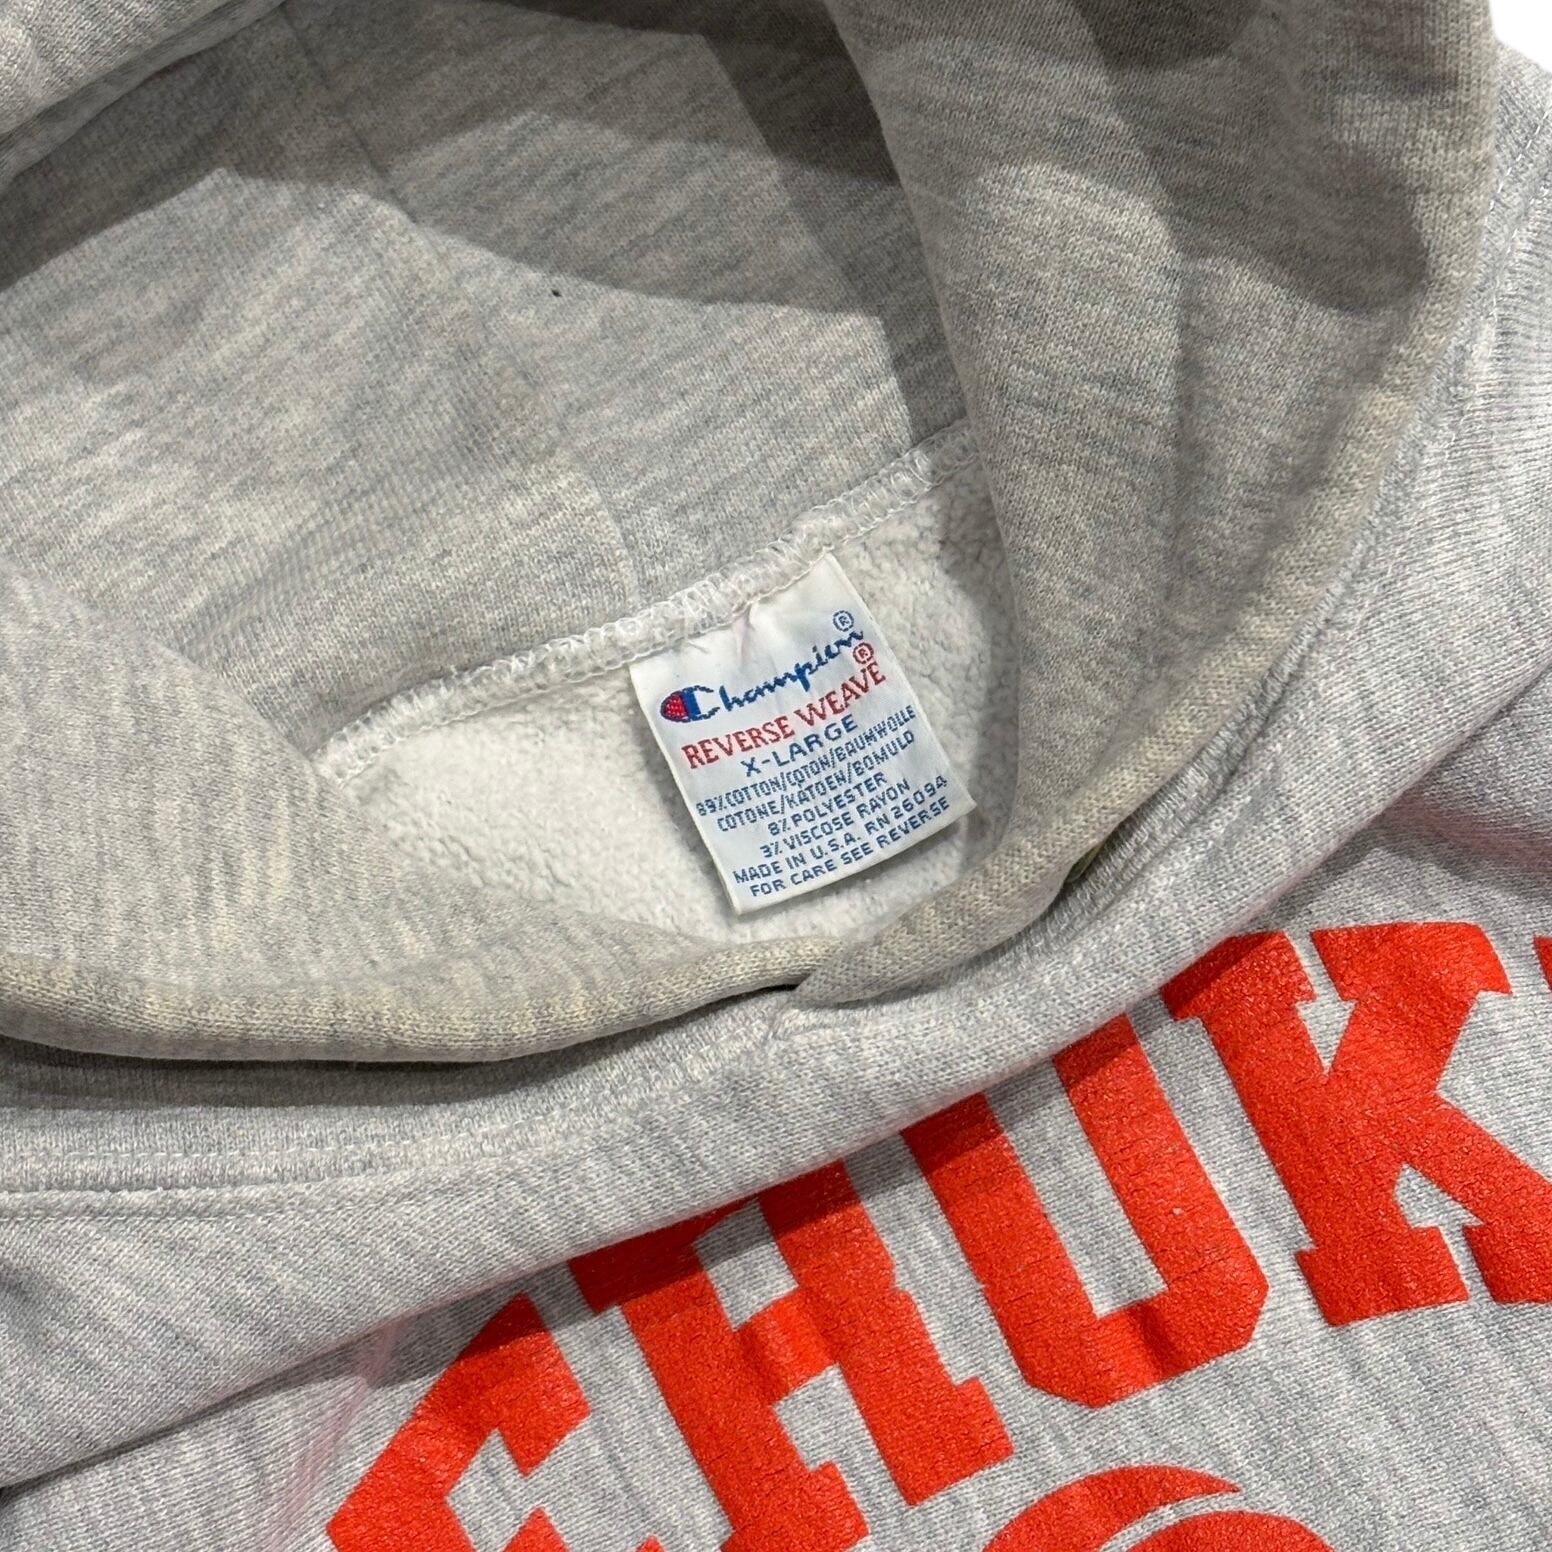 Champion®
REVERSE WEAVE®
X-LARGE
89% COTTON/COTON/BAUMWOLLE
COTONE/KATOEN/BOMULD
8% POLYESTER
3% VISCOSE RAYON
MADE IN U.S.A. RN 26094
FOR CARE SEE REVERSE
CHUK